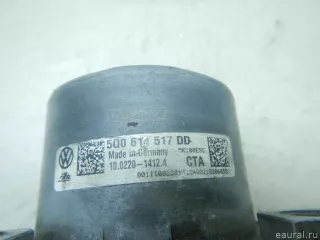 5Q0 614 517 DD
Made in Germany
10.0220-1412.4
CTA
eaural.ru